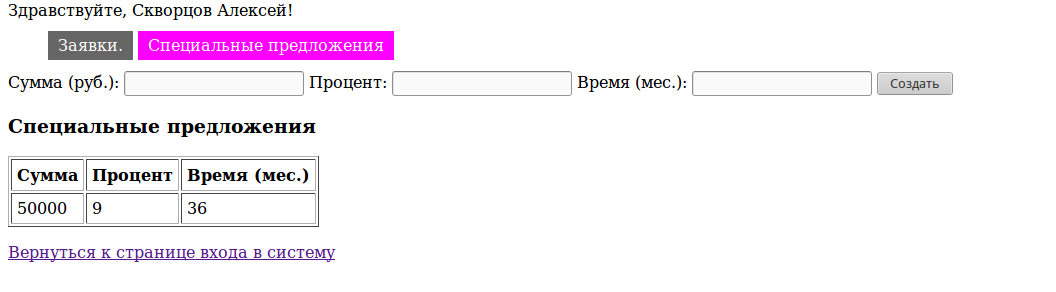 Здравствуйте, Скворцов Алексей!
Заявки. Специальные предложения
Сумма (руб.): Процент: Время (мес.): Создать
Специальные предложения
Сумма Процент Время (мес.)
50000 9 36
Вернуться к странице входа в систему